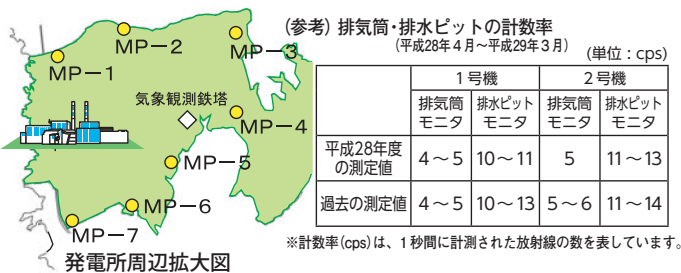 MP－1
MP－2
MP－3
気象観測鉄塔
MP－4
MP－5
MP－6
MP－7
発電所周辺拡大図
（参考）排気筒・排水ピットの計数率
（平成28年４月～平成29年３月）
（単位：cps）
１号機 ２号機
排気筒モニタ 排水ピットモニタ 排気筒モニタ 排水ピットモニタ
平成28年度の測定値 4～5 10～11 5 11～13
過去の測定値 4～5 10～13 5～6 11～14
※計数率（cps）は、１秒間に計測された放射線の数を表しています。